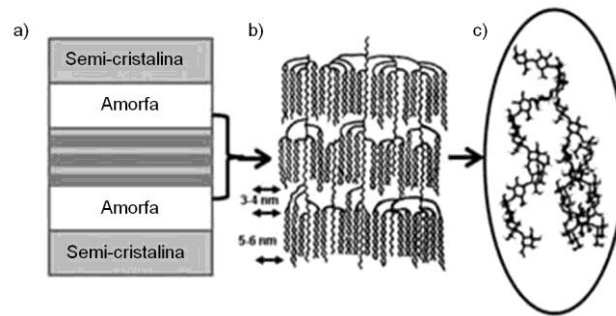 a)
Semi-cristalina
Amorfa
Amorfa
Semi-cristalina
b)
3-4 nm
5-6 nm
c)